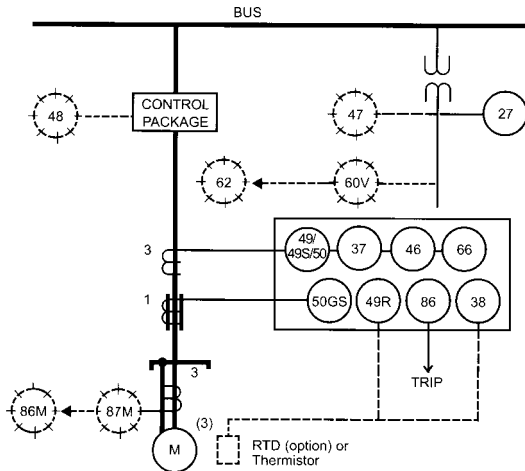 BUS
48
CONTROL
PACKAGE
47
27
62
60V
3
49/
49S/50
37
46
66
1
50GS
49R
86
38
3
TRIP
86M
87M
(3)
M
RTD (option) or
Thermistor